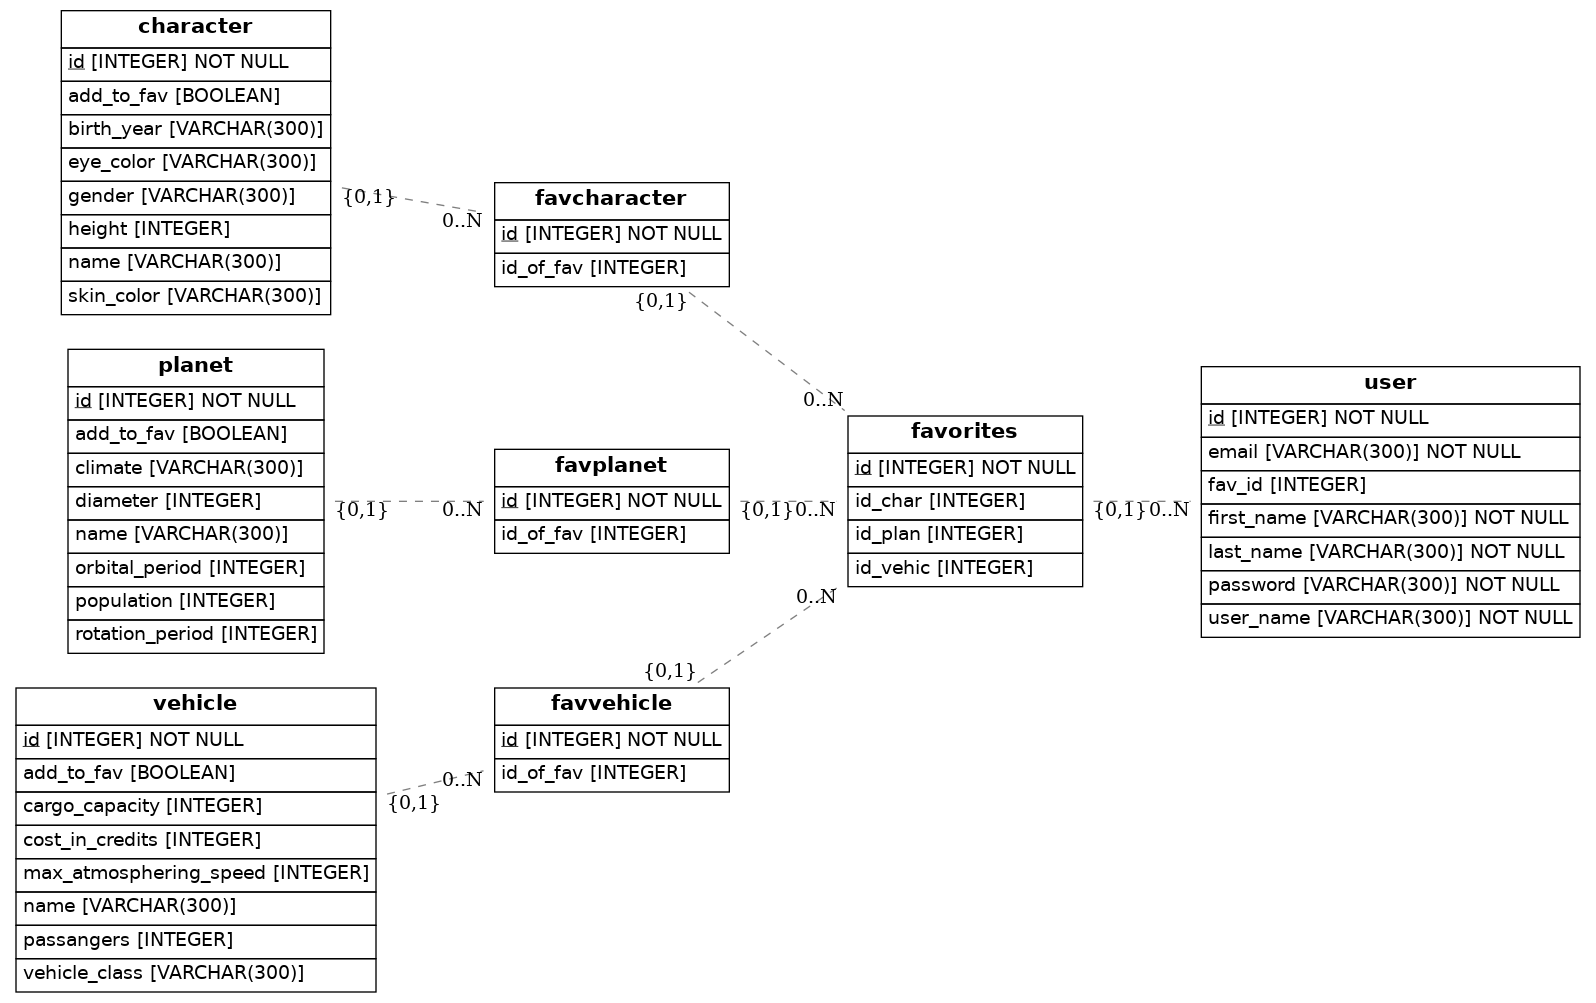 character
id [INTEGER] NOT NULL
add_to_fav [BOOLEAN]
birth_year [VARCHAR(300)]
eye_color [VARCHAR(300)]
gender [VARCHAR(300)]
height [INTEGER]
name [VARCHAR(300)]
skin_color [VARCHAR(300)]
{0,1}
0..N
favcharacter
id [INTEGER] NOT NULL
id_of_fav [INTEGER]
{0,1}
0..N
planet
id [INTEGER] NOT NULL
add_to_fav [BOOLEAN]
climate [VARCHAR(300)]
diameter [INTEGER]
name [VARCHAR(300)]
orbital_period [INTEGER]
population [INTEGER]
rotation_period [INTEGER]
{0,1}
0..N
favplanet
id [INTEGER] NOT NULL
id_of_fav [INTEGER]
{0,1}
0..N
favorites
id [INTEGER] NOT NULL
id_char [INTEGER]
id_plan [INTEGER]
id_vehic [INTEGER]
{0,1}
0..N
user
id [INTEGER] NOT NULL
email [VARCHAR(300)] NOT NULL
fav_id [INTEGER]
first_name [VARCHAR(300)] NOT NULL
last_name [VARCHAR(300)] NOT NULL
password [VARCHAR(300)] NOT NULL
user_name [VARCHAR(300)] NOT NULL
0..N
{0,1}
vehicle
id [INTEGER] NOT NULL
add_to_fav [BOOLEAN]
cargo_capacity [INTEGER]
cost_in_credits [INTEGER]
max_atmosphering_speed [INTEGER]
name [VARCHAR(300)]
passangers [INTEGER]
vehicle_class [VARCHAR(300)]
{0,1}
0..N
favvehicle
id [INTEGER] NOT NULL
id_of_fav [INTEGER]